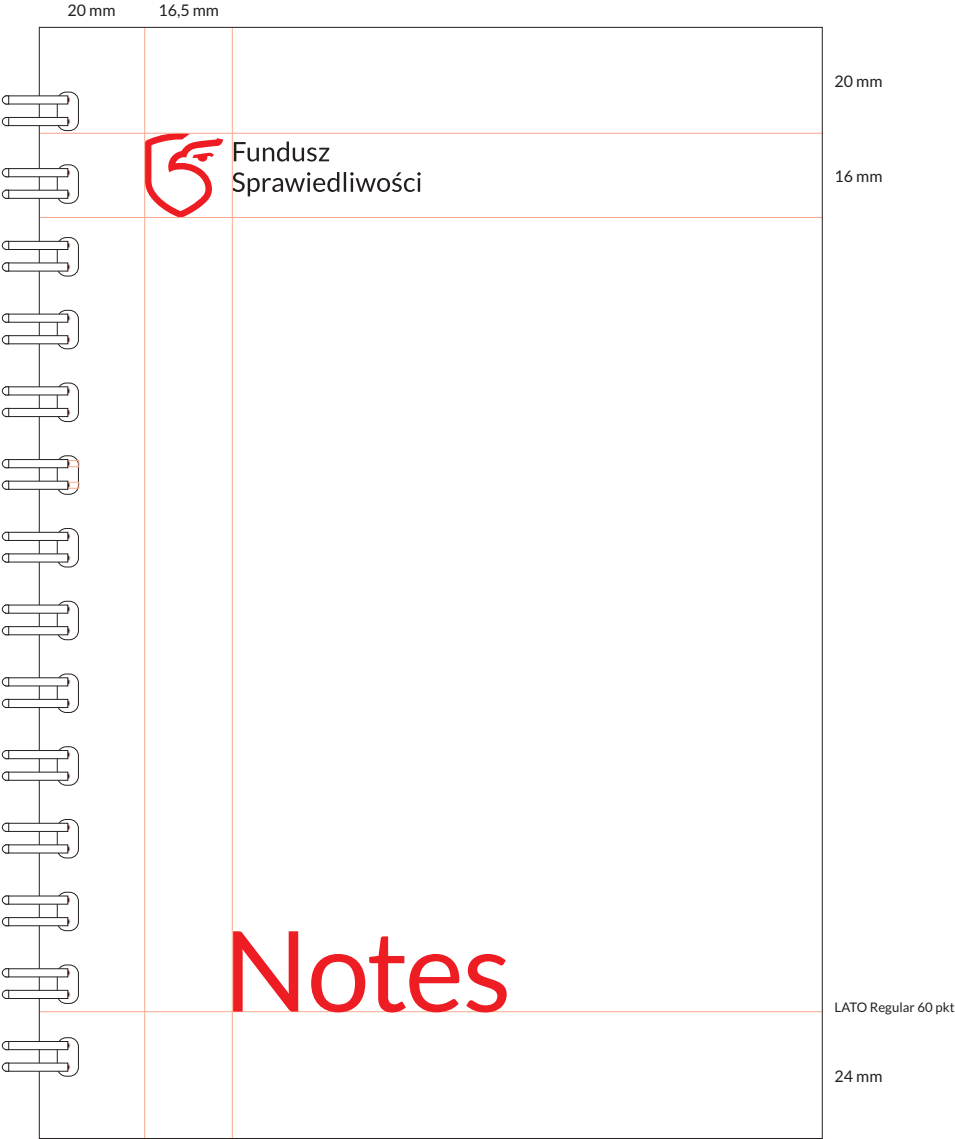 20 mm 16,5 mm
20 mm
Fundusz
Sprawiedliwości
16 mm
Notes
LATO Regular 60 pkt
24 mm